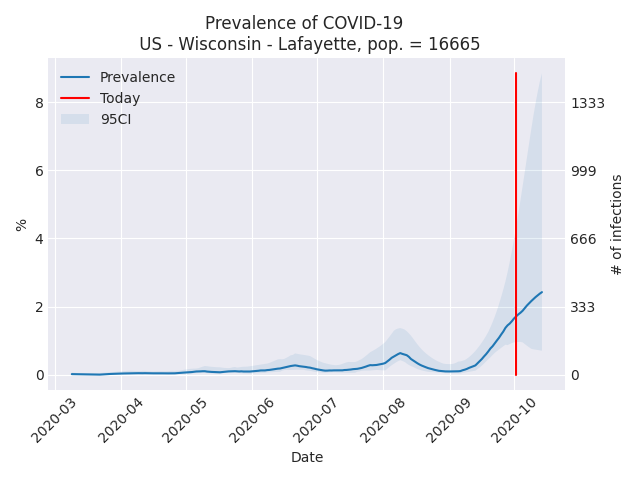 Prevalence of COVID-19
US - Wisconsin - Lafayette, pop. = 16665
Prevalence
Today
95CI
8
6
4
2
0
%
1333
999
666
333
0
# of infections
2020-03
2020-04
2020-05
2020-06
2020-07
2020-08
2020-09
2020-10
Date